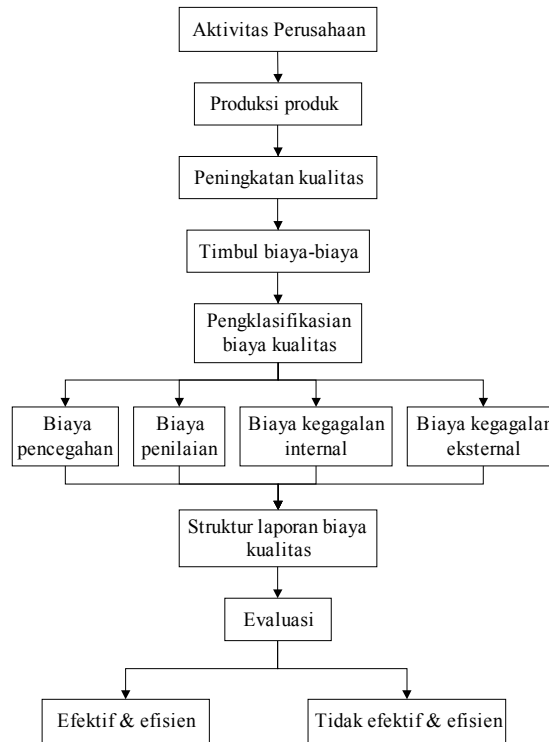 Aktivitas Perusahaan
Produksi produk
Peningkatan kualitas
Timbul biaya-biaya
Pengklasifikasian
biaya kualitas
Biaya
pencegahan
Biaya
penilaian
Biaya kegagalan
internal
Biaya kegagalan
eksternal
Struktur laporan biaya
kualitas
Evaluasi
Efektif & efisien
Tidak efektif & efisien